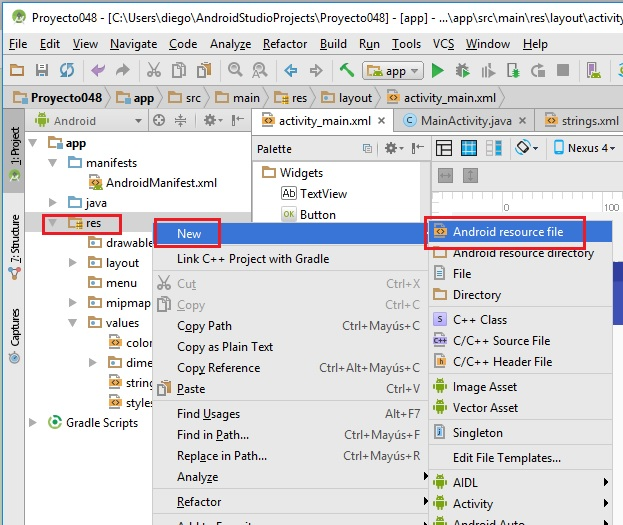 Proyecto048 - [C:\Users\diego\AndroidStudioProjects\Proyecto048] - [app] - ...\app\src\main\res\layout\activity_m
File Edit View Navigate Code Analyze Refactor Build Run Tools VCS Window Help
app
Proyecto048 app src main res layout activity_main.xml
1: Project
Android
activity_main.xml
MainActivity.java
strings.xml
app
manifests
AndroidManifest.xml
java
res
drawable
layout
menu
mipmap
values
color
dime
string
styles
Gradle Scripts
7: Structure
Captures
Palette
Nexus 4
Widgets
TextView
Button
0
100
New
Link C++ Project with Gradle
Cut Ctrl+X
Copy Ctrl+C
Copy Path Ctrl+Mayús+C
Copy as Plain Text
Copy Reference Ctrl+Alt+Mayús+C
Paste Ctrl+V
Find Usages Alt+F7
Find in Path... Ctrl+Mayús+F
Replace in Path... Ctrl+Mayús+R
Analyze
Refactor
Android resource file
Android resource directory
File
Directory
C++ Class
C/C++ Source File
C/C++ Header File
Image Asset
Vector Asset
Singleton
Edit File Templates...
AIDL
Activity
Android Auto